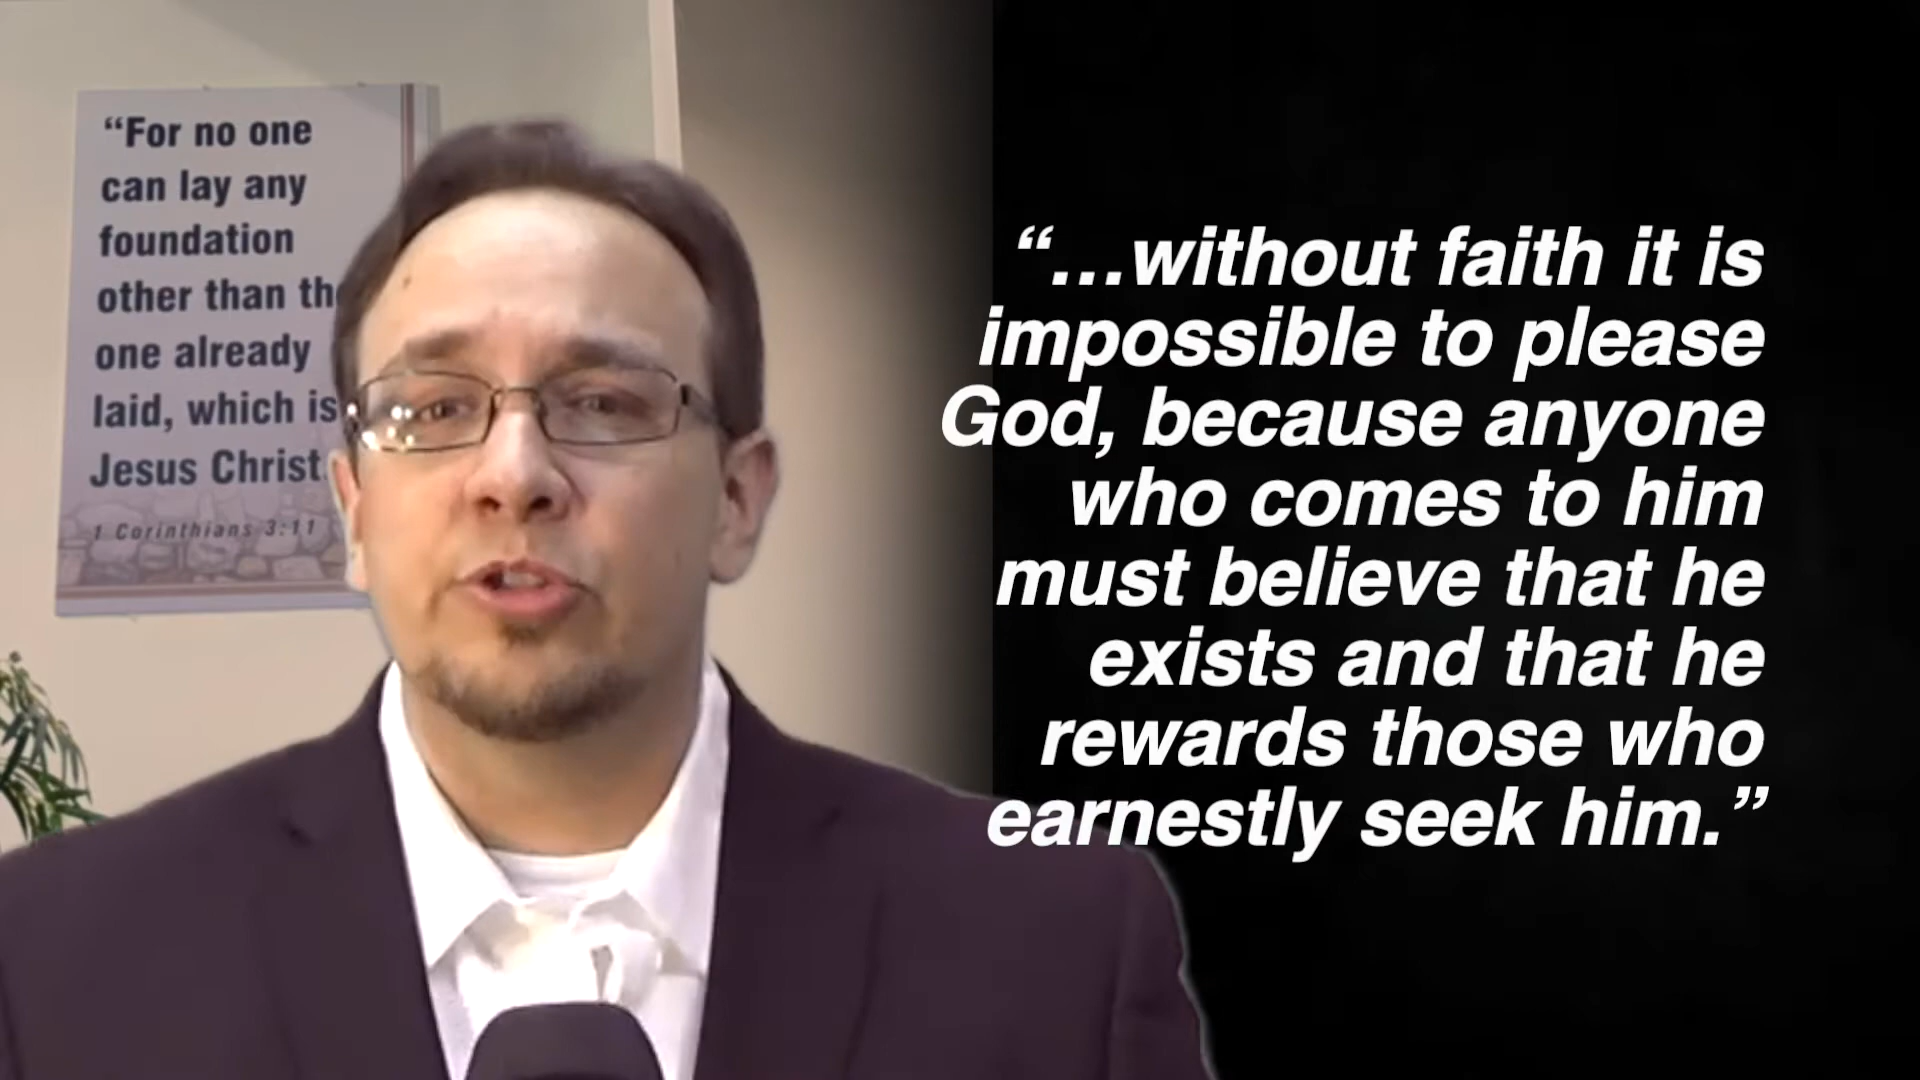 “For no one
can lay any
foundation
other than the
one already
laid, which is
Jesus Christ.
1 Corinthians 3:11
“...without faith it is
impossible to please
God, because anyone
who comes to him
must believe that he
exists and that he
rewards those who
earnestly seek him.”